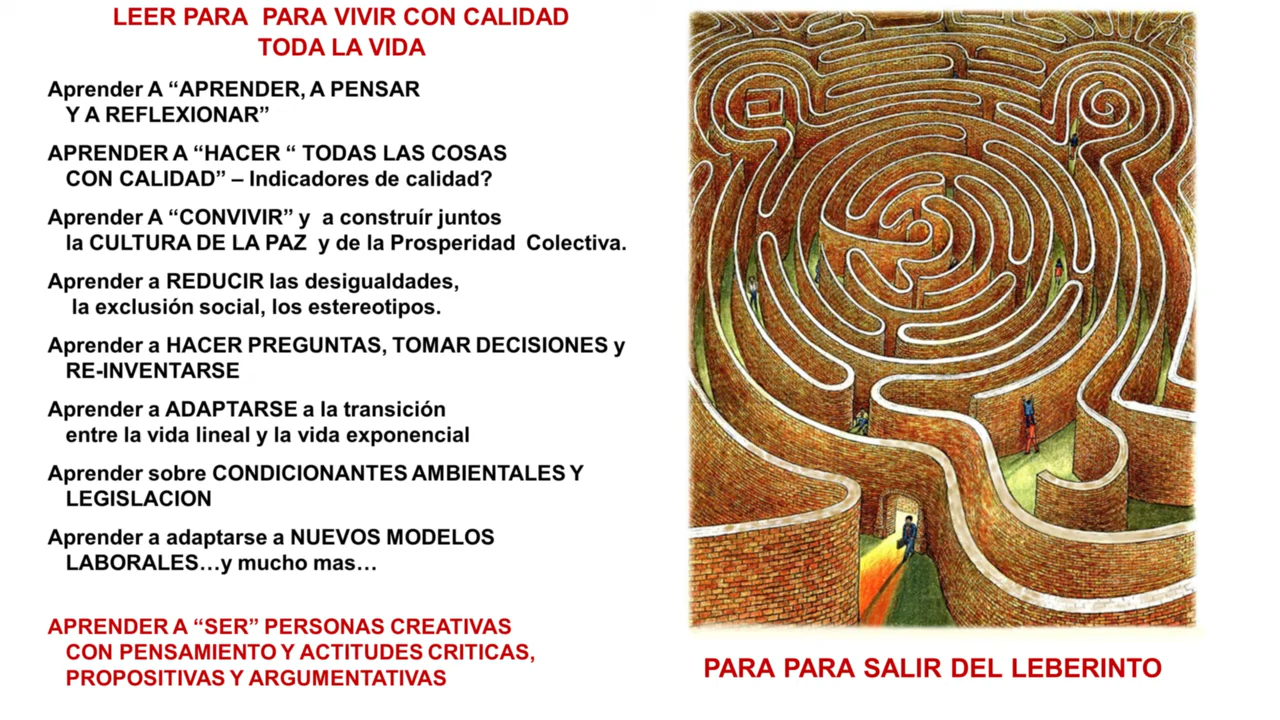 LEER PARA  PARA VIVIR CON CALIDAD
TODA LA VIDA
Aprender A “APRENDER, A PENSAR
Y A REFLEXIONAR”
APRENDER A “HACER “ TODAS LAS COSAS
CON CALIDAD” – Indicadores de calidad?
Aprender A “CONVIVIR” y  a construír juntos
la CULTURA DE LA PAZ  y de la Prosperidad  Colectiva.
Aprender a REDUCIR las desigualdades,
la exclusión social, los estereotipos.
Aprender a HACER PREGUNTAS, TOMAR DECISIONES y
RE-INVENTARSE
Aprender a ADAPTARSE a la transición
entre la vida lineal y la vida exponencial
Aprender sobre CONDICIONANTES AMBIENTALES Y
LEGISLACION
Aprender a adaptarse a NUEVOS MODELOS
LABORALES…y mucho mas…
APRENDER A “SER” PERSONAS CREATIVAS
CON PENSAMIENTO Y ACTITUDES CRITICAS,
PROPOSITIVAS Y ARGUMENTATIVAS
PARA PARA SALIR DEL LEBERINTO